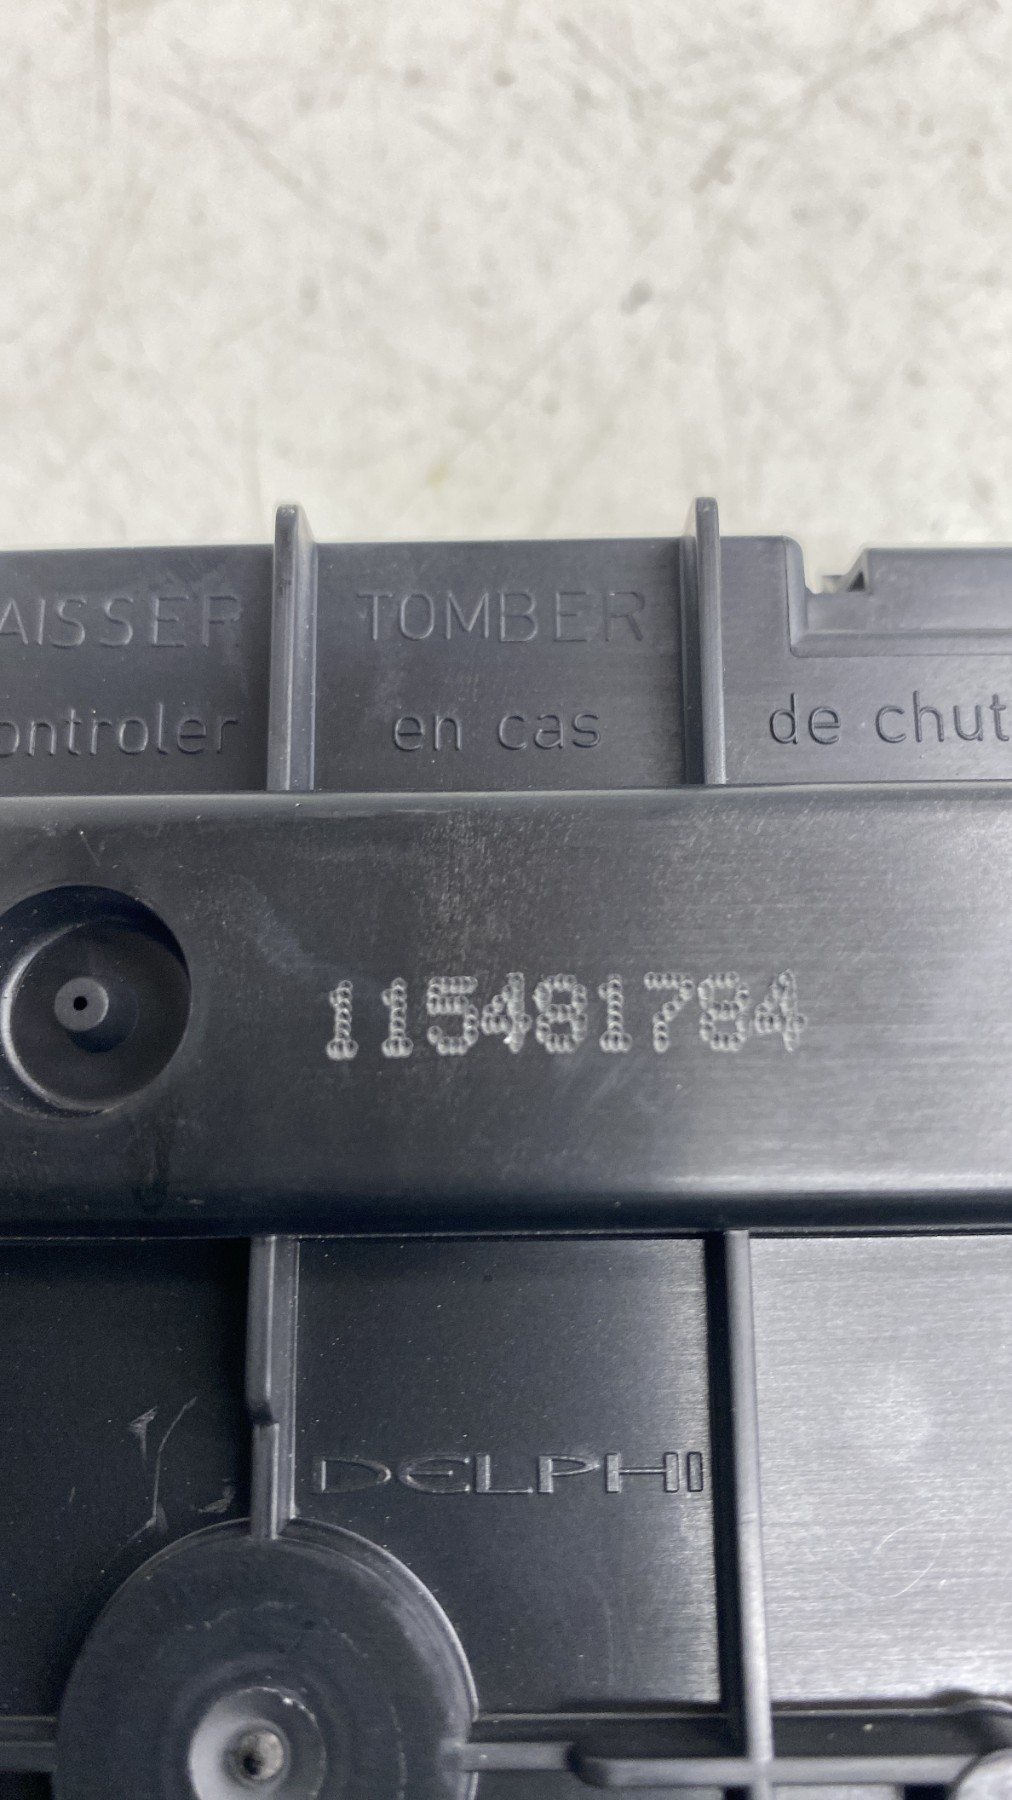 AISSER TOMBER
ontroler en cas de chut
115481784
DELPHI